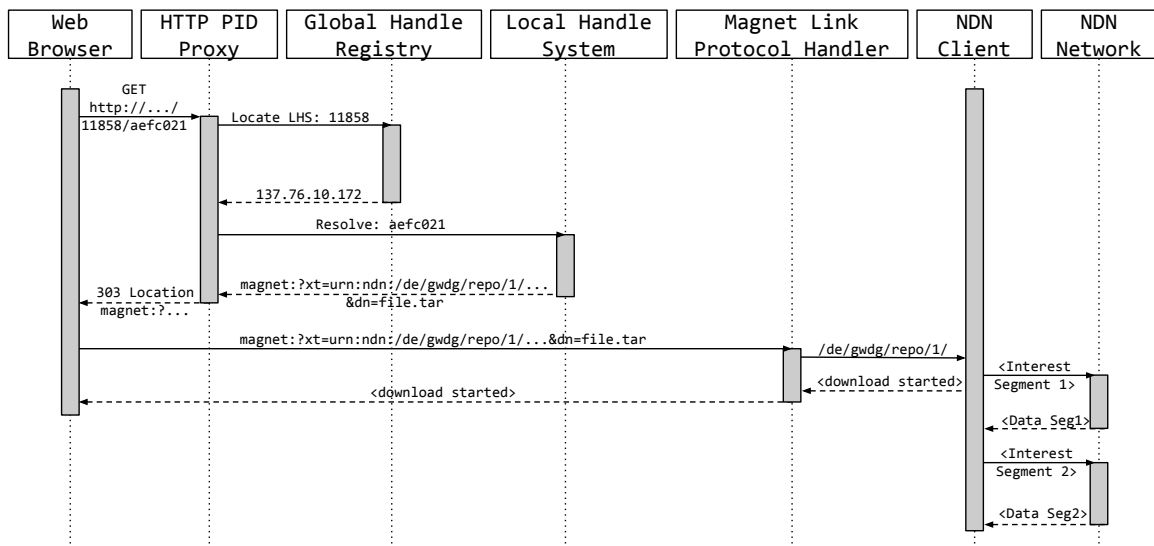 Web
Browser
HTTP PID
Proxy
Global Handle
Registry
Local Handle
System
Magnet Link
Protocol Handler
NDN
Client
NDN
Network
GET
http://.../
11858/aefc021
Locate LHS: 11858
137.76.10.172
Resolve: aefc021
magnet:?xt=urn:ndn:/de/gwdg/repo/1/...
&dn=file.tar
303 Location
magnet:?...
magnet:?xt=urn:ndn:/de/gwdg/repo/1/...&dn=file.tar
/de/gwdg/repo/1/
<download started>
<download started>
<Interest
Segment 1>
<Data Seg1>
<Interest
Segment 2>
<Data Seg2>